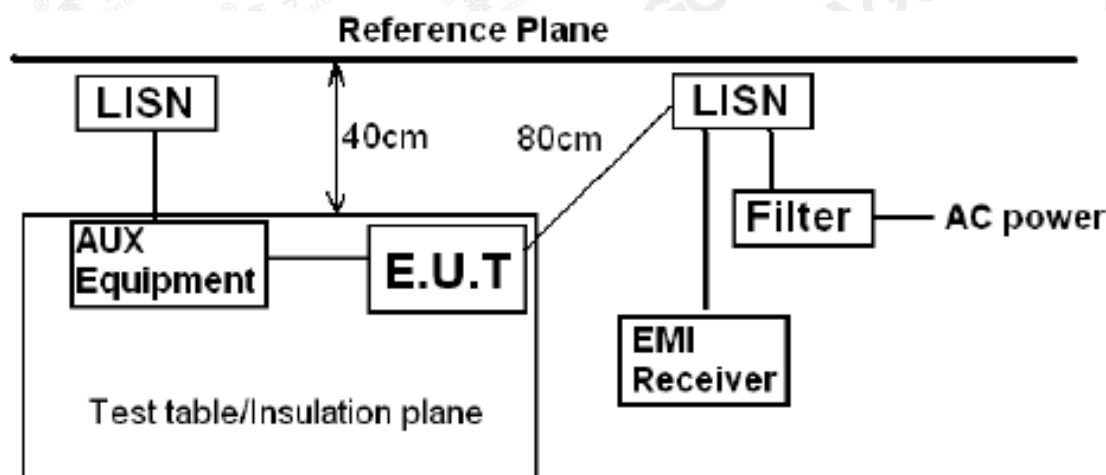 Reference Plane
LISN
LISN
40cm
80cm
Filter
AC power
AUX
Equipment
E.U.T
EMI
Receiver
Test table/Insulation plane